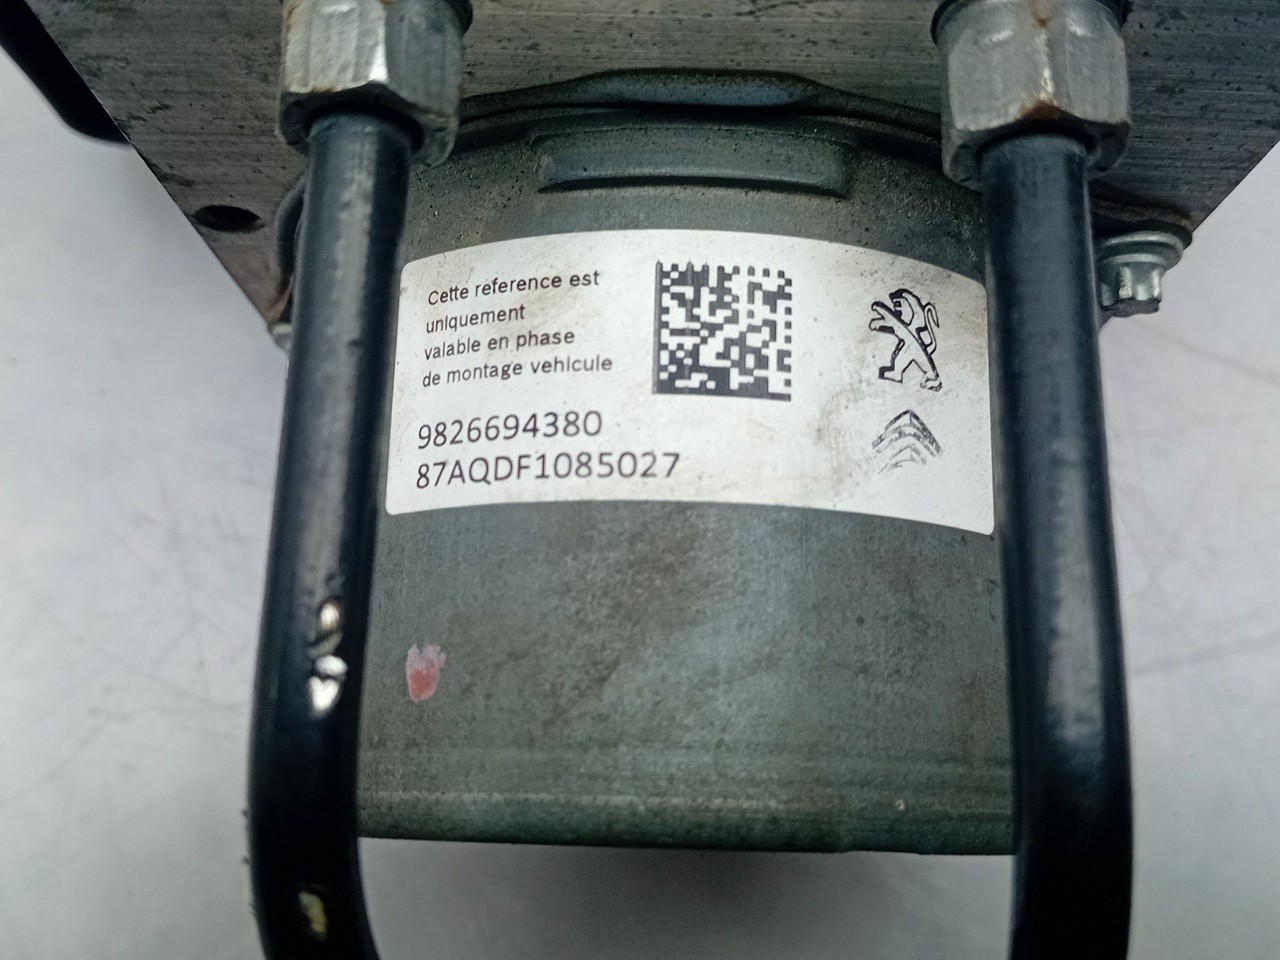 Cette reference est
uniquement
valable en phase
de montage vehicule
9826694380
87AQDF1085027